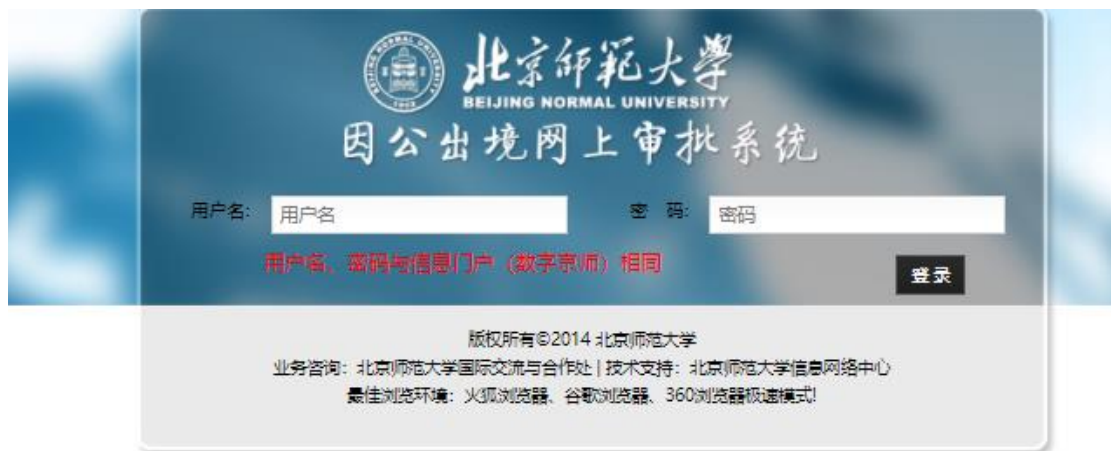 北京师范大学
BEIJING NORMAL UNIVERSITY
因公出境网上审批系统
用户名: 用户名 密 码: 密码
用户名、密码与信息门户（数字京师）相同
登录
版权所有©2014 北京师范大学
业务咨询：北京师范大学国际交流与合作处 | 技术支持：北京师范大学信息网络中心
最佳浏览环境：火狐浏览器、谷歌浏览器、360浏览器极速模式!